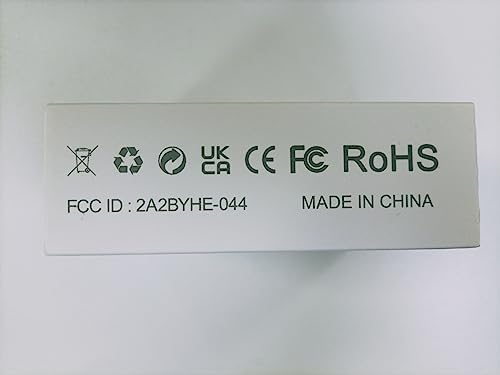 UK CA CE FC RoHS
FCC ID : 2A2BYHE-044 MADE IN CHINA